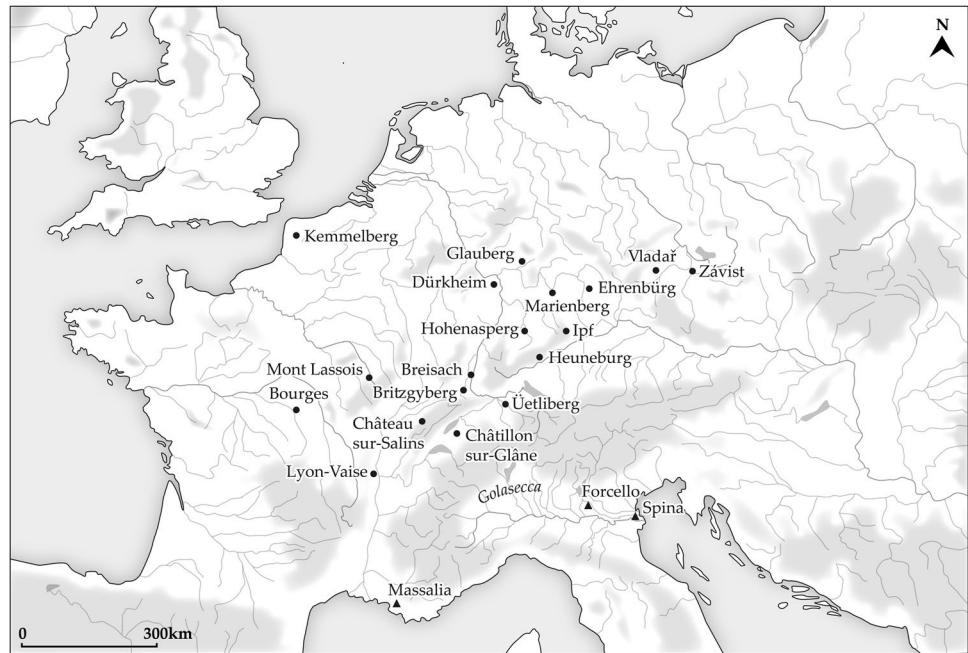 N
Kemmelberg
Glauberg
Vladař
Závist
Dürkheim
Ehrenbürg
Marienberg
Hohenasperg
Ipf
Heuneburg
Mont Lassois
Breisach
Bourges
Britzgyberg
Üetliberg
Château
sur-Salins
Châtillon
sur-Glâne
Lyon-Vaise
Golasecca
Forcello
Spina
Massalia
0
300km